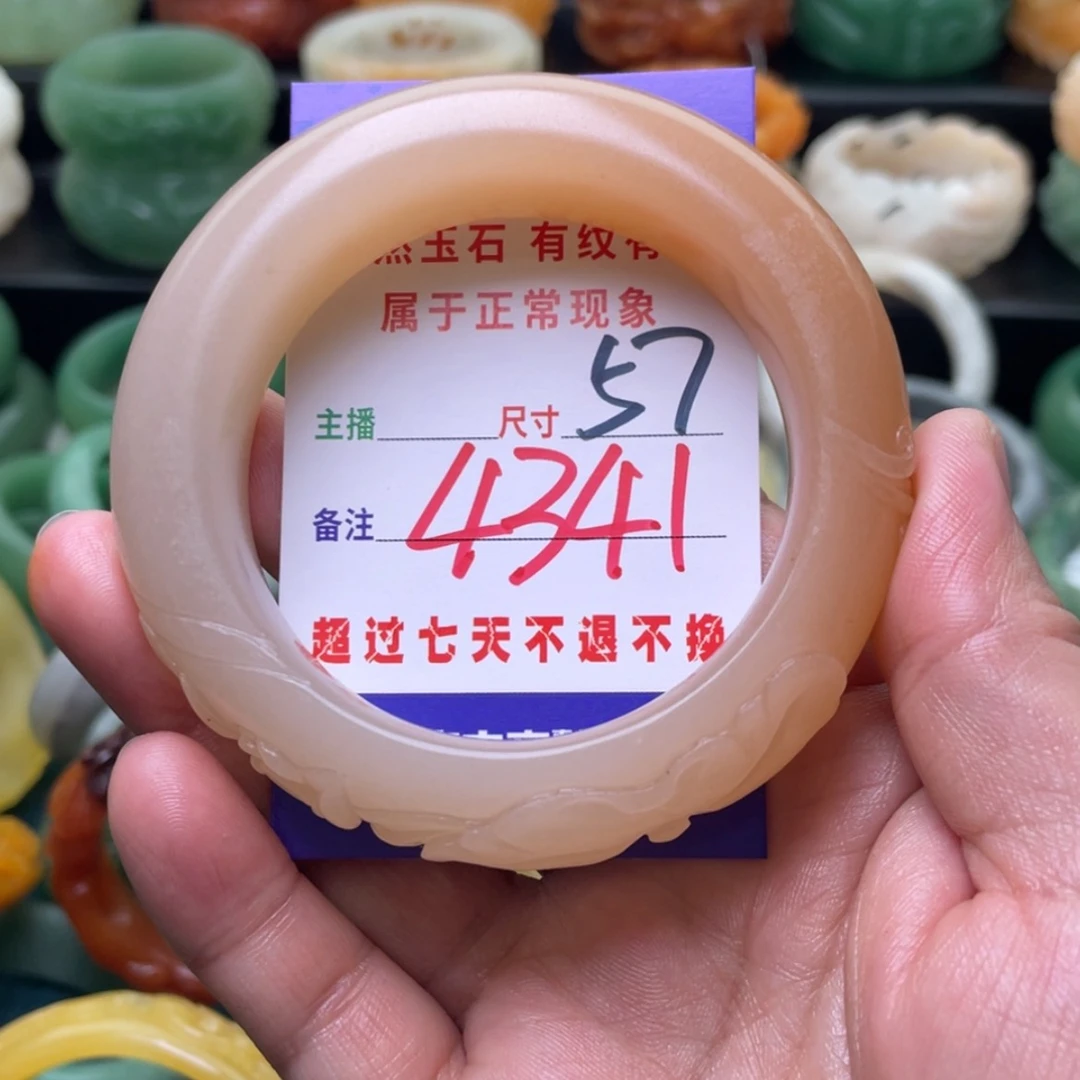 玉石 有纹
属于正常现象
主播 尺寸 57
备注 4341
超过七天不退不换